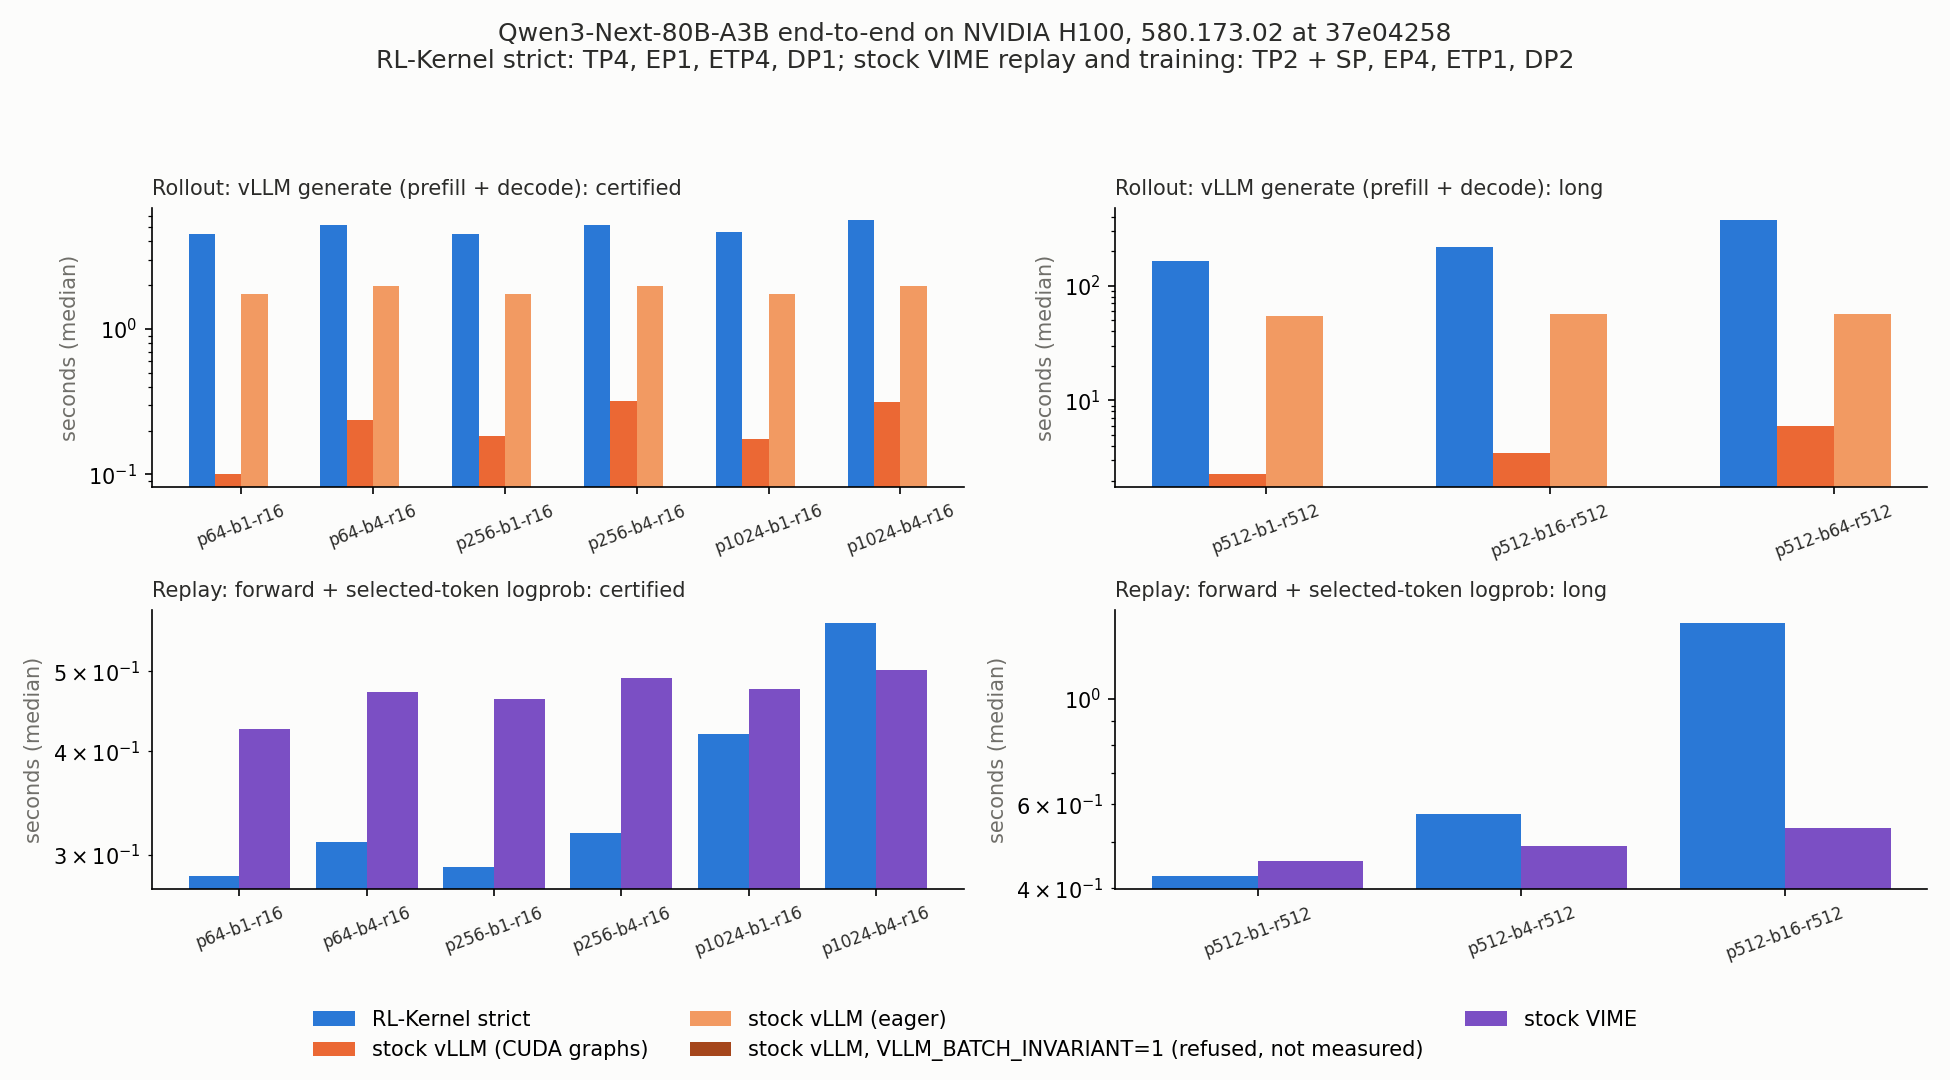 Qwen3-Next-80B-A3B end-to-end on NVIDIA H100, 580.173.02 at 37e04258
RL-Kernel strict: TP4, EP1, ETP4, DP1; stock VIME replay and training: TP2 + SP, EP4, ETP1, DP2
Rollout: vLLM generate (prefill + decode): certified
seconds (median)
10⁰
10⁻¹
p64-b1-r16
p64-b4-r16
p256-b1-r16
p256-b4-r16
p1024-b1-r16
p1024-b4-r16
Rollout: vLLM generate (prefill + decode): long
seconds (median)
10²
10¹
p512-b1-r512
p512-b16-r512
p512-b64-r512
Replay: forward + selected-token logprob: certified
seconds (median)
5 × 10⁻¹
4 × 10⁻¹
3 × 10⁻¹
p64-b1-r16
p64-b4-r16
p256-b1-r16
p256-b4-r16
p1024-b1-r16
p1024-b4-r16
Replay: forward + selected-token logprob: long
seconds (median)
10⁰
6 × 10⁻¹
4 × 10⁻¹
p512-b1-r512
p512-b4-r512
p512-b16-r512
RL-Kernel strict
stock vLLM (CUDA graphs)
stock vLLM (eager)
stock vLLM, VLLM_BATCH_INVARIANT=1 (refused, not measured)
stock VIME